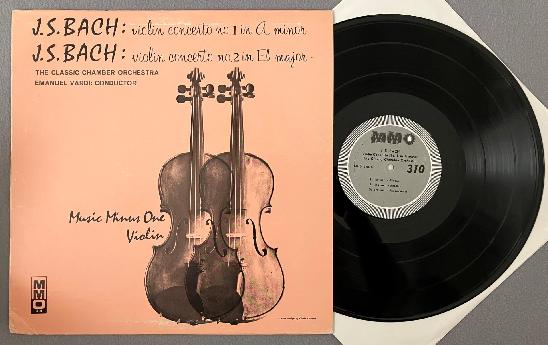 J.S. BACH: violin concerto no 1 in A minor
J.S. BACH: violin concerto no 2 in E major
THE CLASSIC CHAMBER ORCHESTRA
EMANUEL VARDI: CONDUCTOR
Music Minus One
Violin
MMO
MMO
J.S. BACH
310